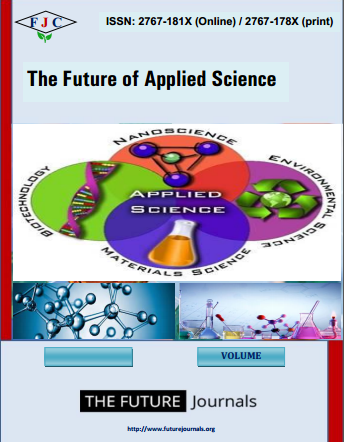 F J C
ISSN: 2767-181X (Online) / 2767-178X (print)
The Future of Applied Science
NANOSCIENCE
BIOTECHNOLOGY
ENVIRONMENTAL SCIENCE
APPLIED
SCIENCE
MATERIALS SCIENCE
VOLUME
THE FUTURE Journals
http://www.futurejournals.org